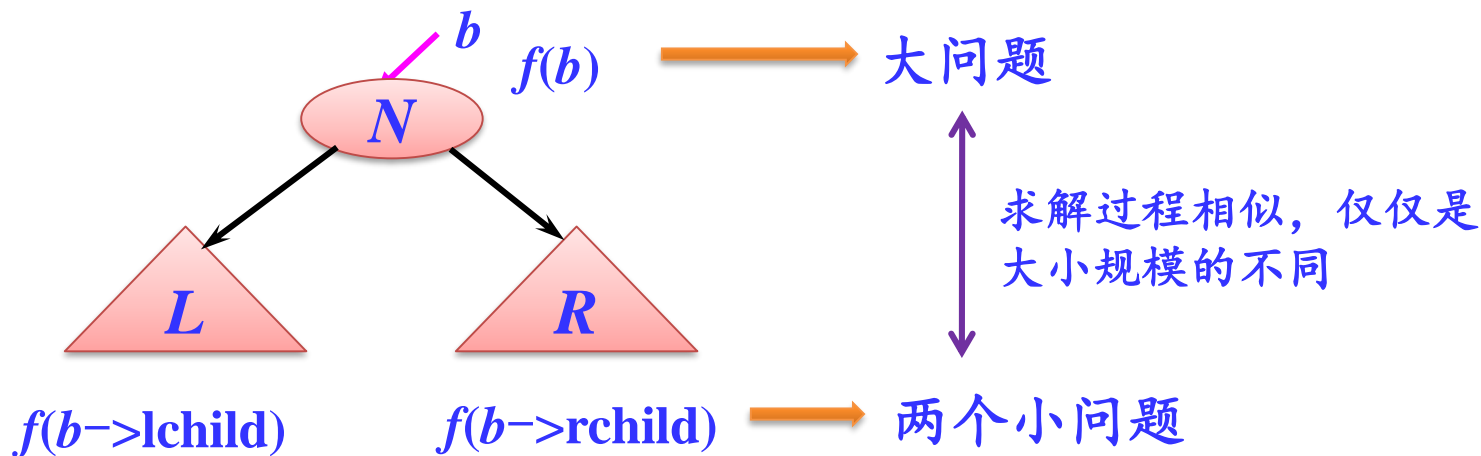 b
f(b)
大问题
N
求解过程相似，仅仅是
大小规模的不同
L
R
f(b->lchild)
f(b->rchild)
两个小问题